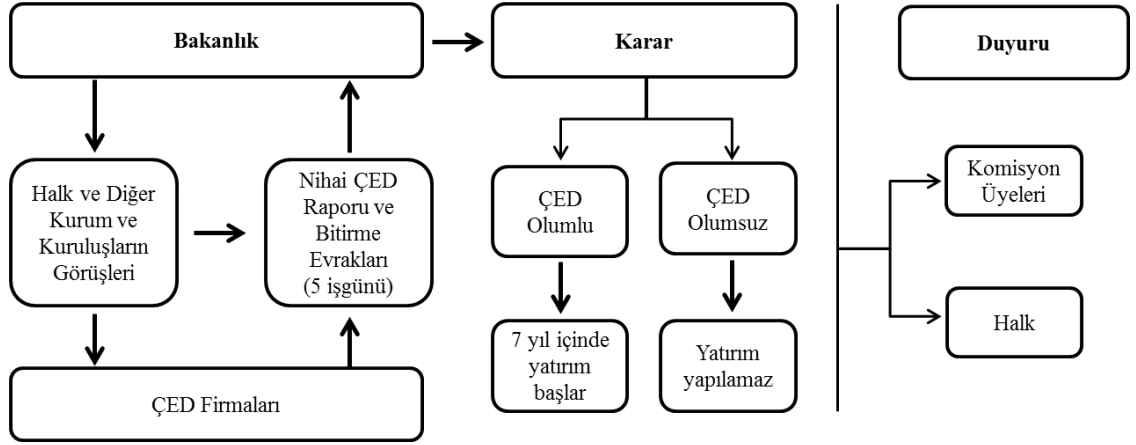 Bakanlık
Karar
Duyuru
Halk ve Diğer
Kurum ve
Kuruluşların
Görüşleri
Nihai ÇED
Raporu ve
Bitirme
Evrakları
(5 işgünü)
ÇED
Olumlu
ÇED
Olumsuz
Komisyon
Üyeleri
7 yıl içinde
yatırım
başlar
Yatırım
yapılamaz
Halk
ÇED Firmaları